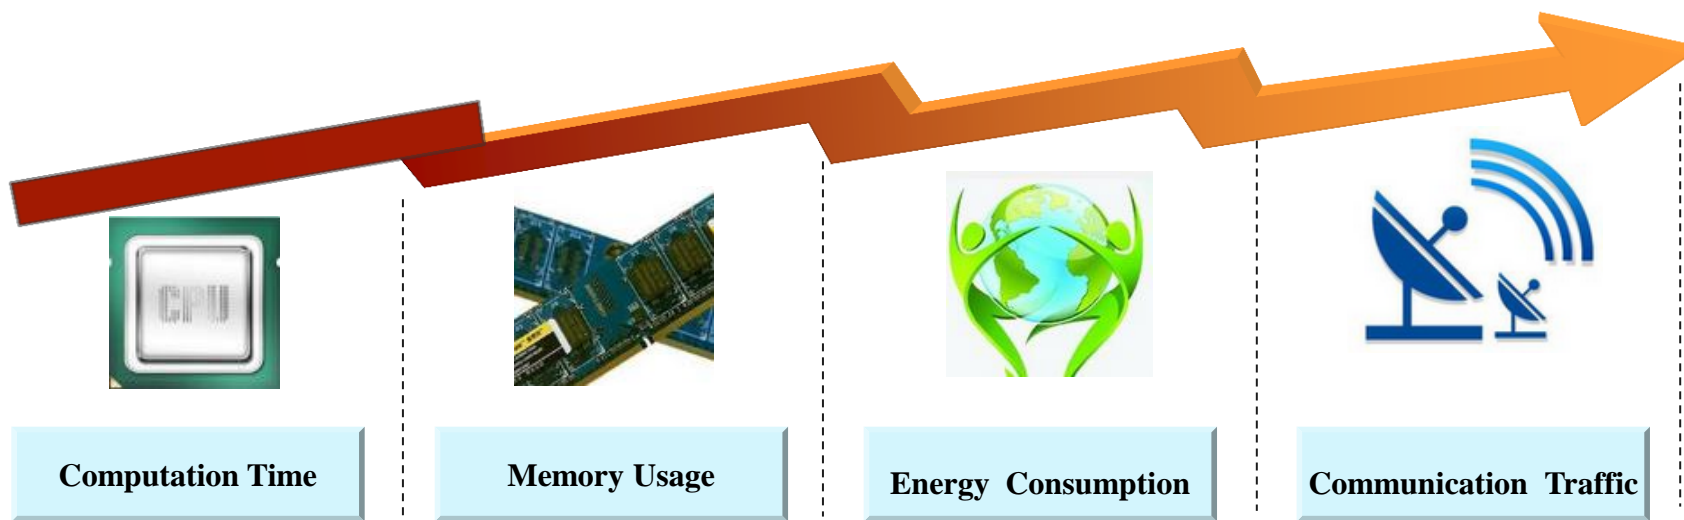 CPU
Computation Time
Memory Usage
Energy Consumption
Communication Traffic